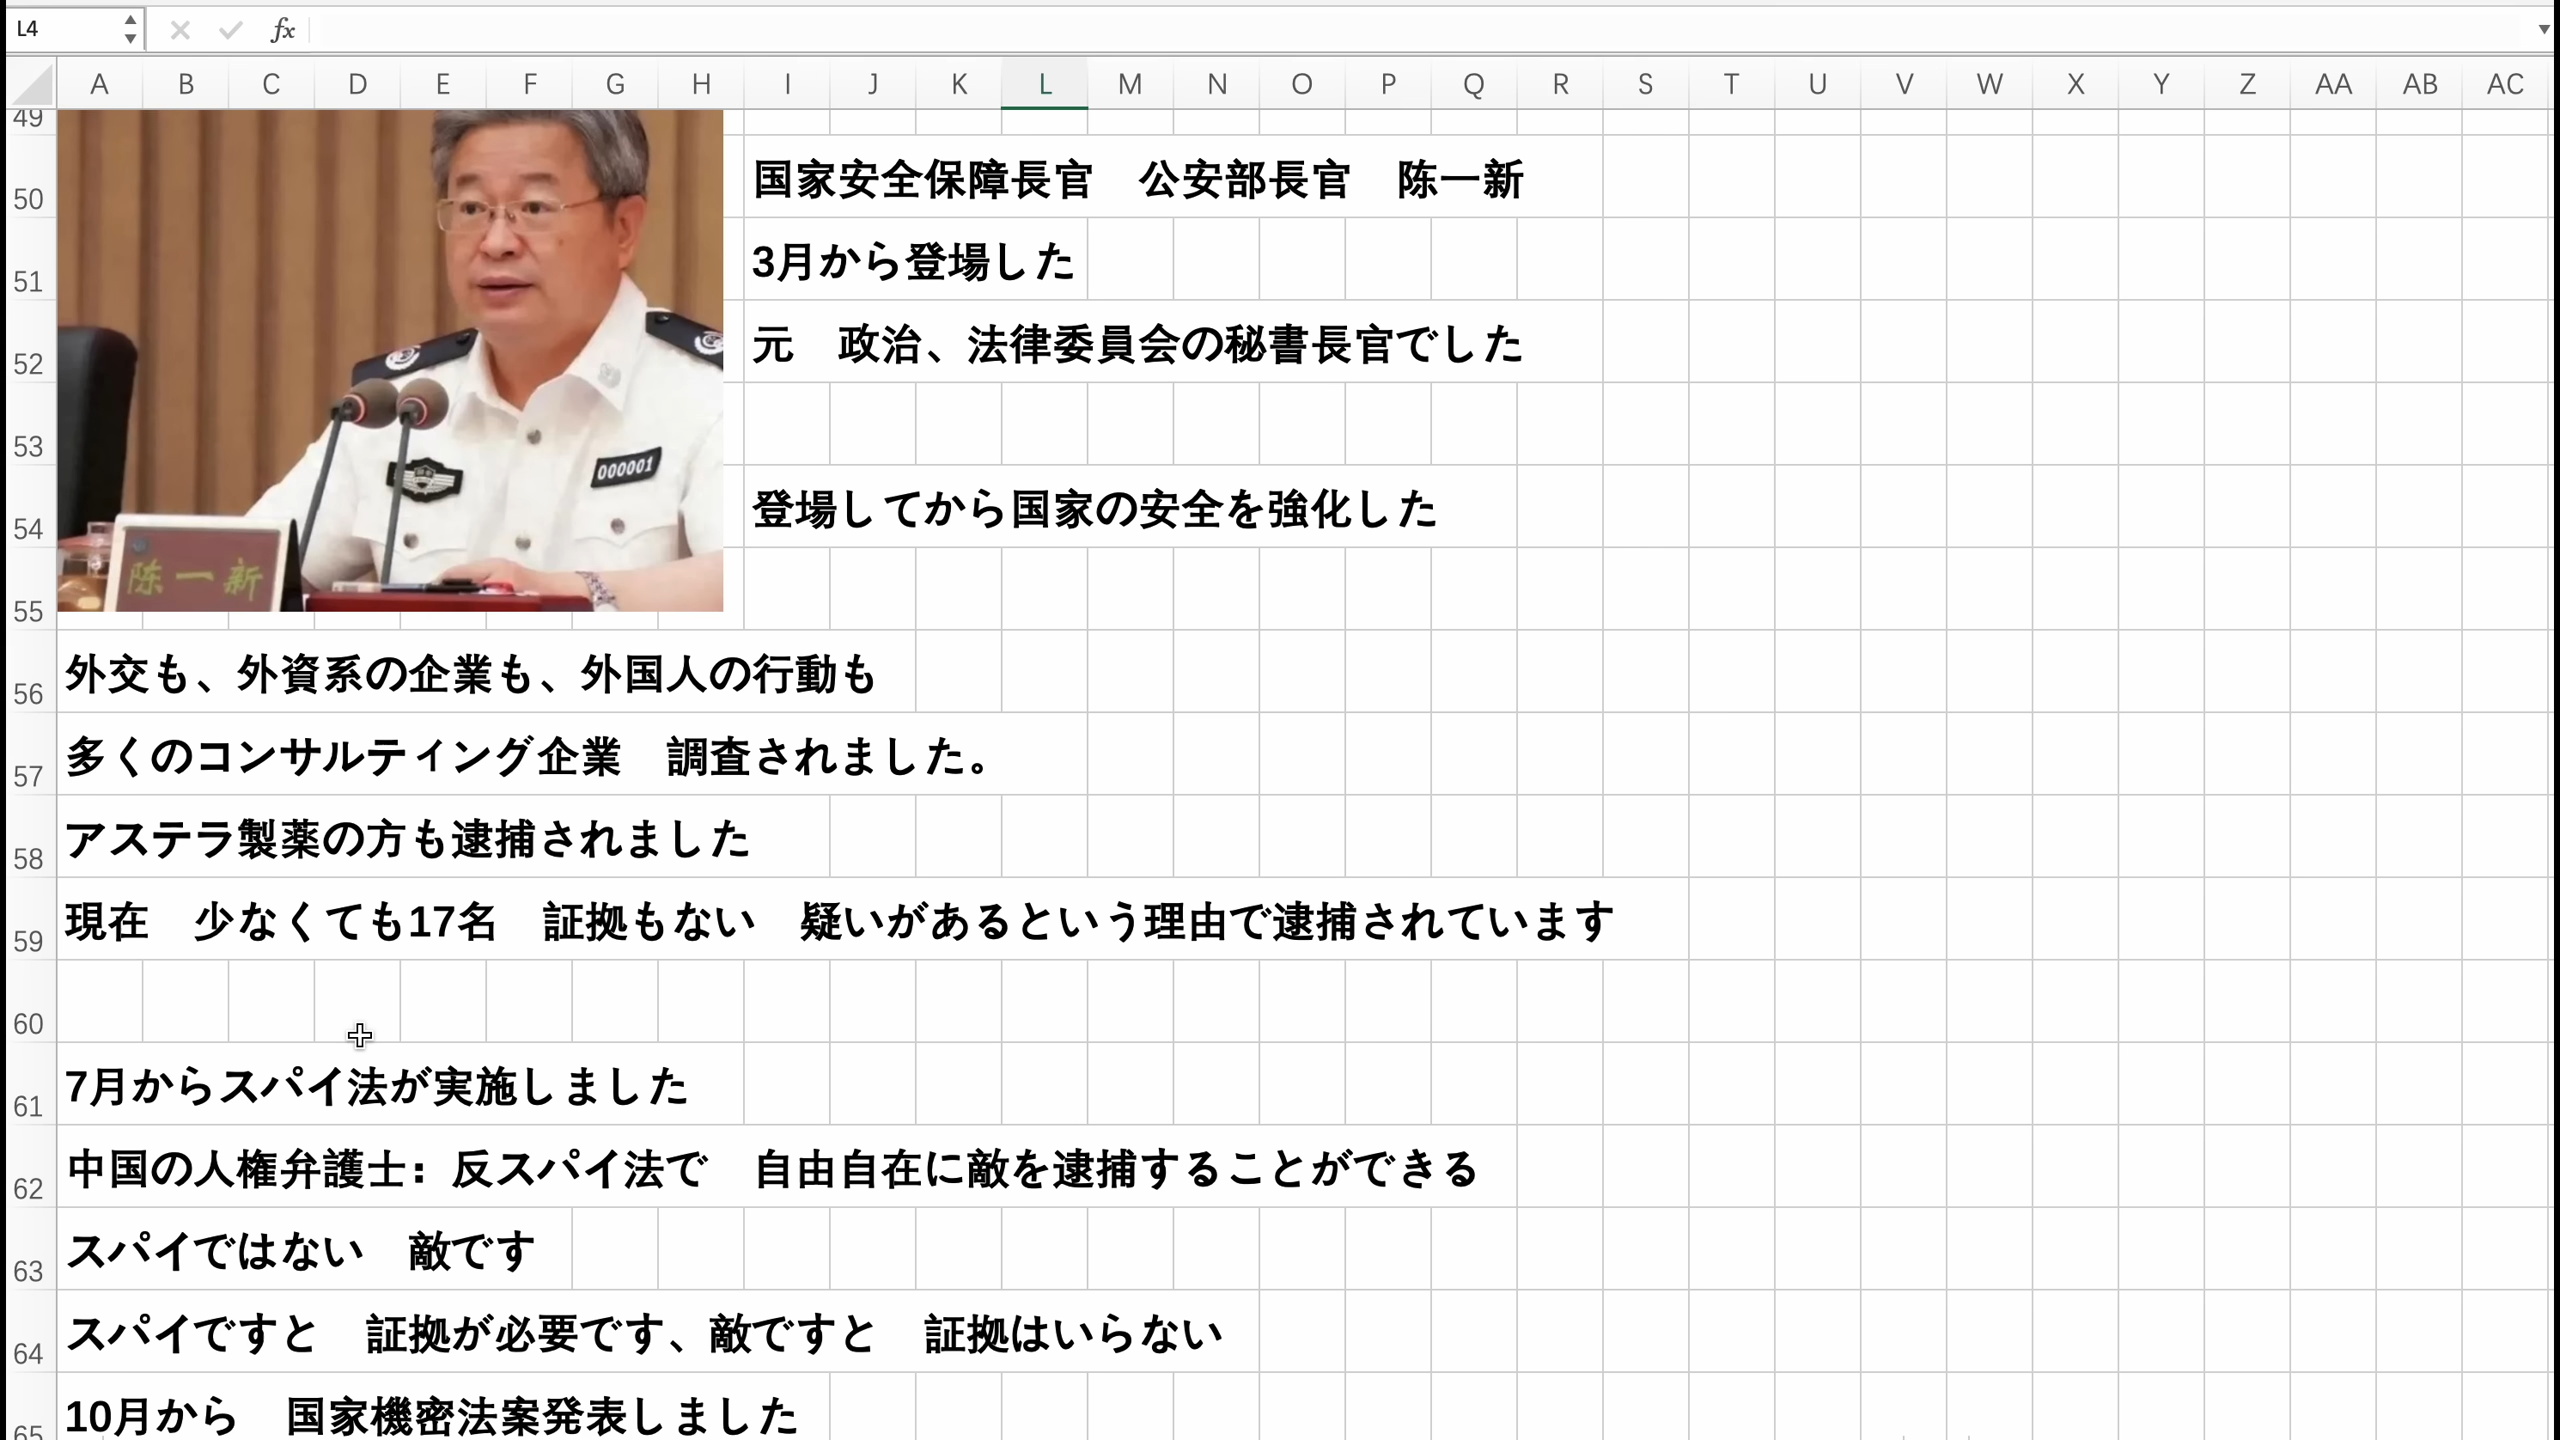 L4
fx
A B C D E F G H I J K L M N O P Q R S T U V W X Y Z AA AB AC
49
50 国家安全保障長官　公安部長官　陈一新
51 3月から登場した
52 元　政治、法律委員会の秘書長官でした
53
000001
54 登場してから国家の安全を強化した
陈一新
55
56 外交も、外資系の企業も、外国人の行動も
57 多くのコンサルティング企業　調査されました。
58 アステラ製薬の方も逮捕されました
59 現在　少なくても17名　証拠もない　疑いがあるという理由で逮捕されています
60
61 7月からスパイ法が実施しました
62 中国の人権弁護士：反スパイ法で　自由自在に敵を逮捕することができる
63 スパイではない　敵です
64 スパイですと　証拠が必要です、敵ですと　証拠はいらない
65 10月から　国家機密法案発表しました